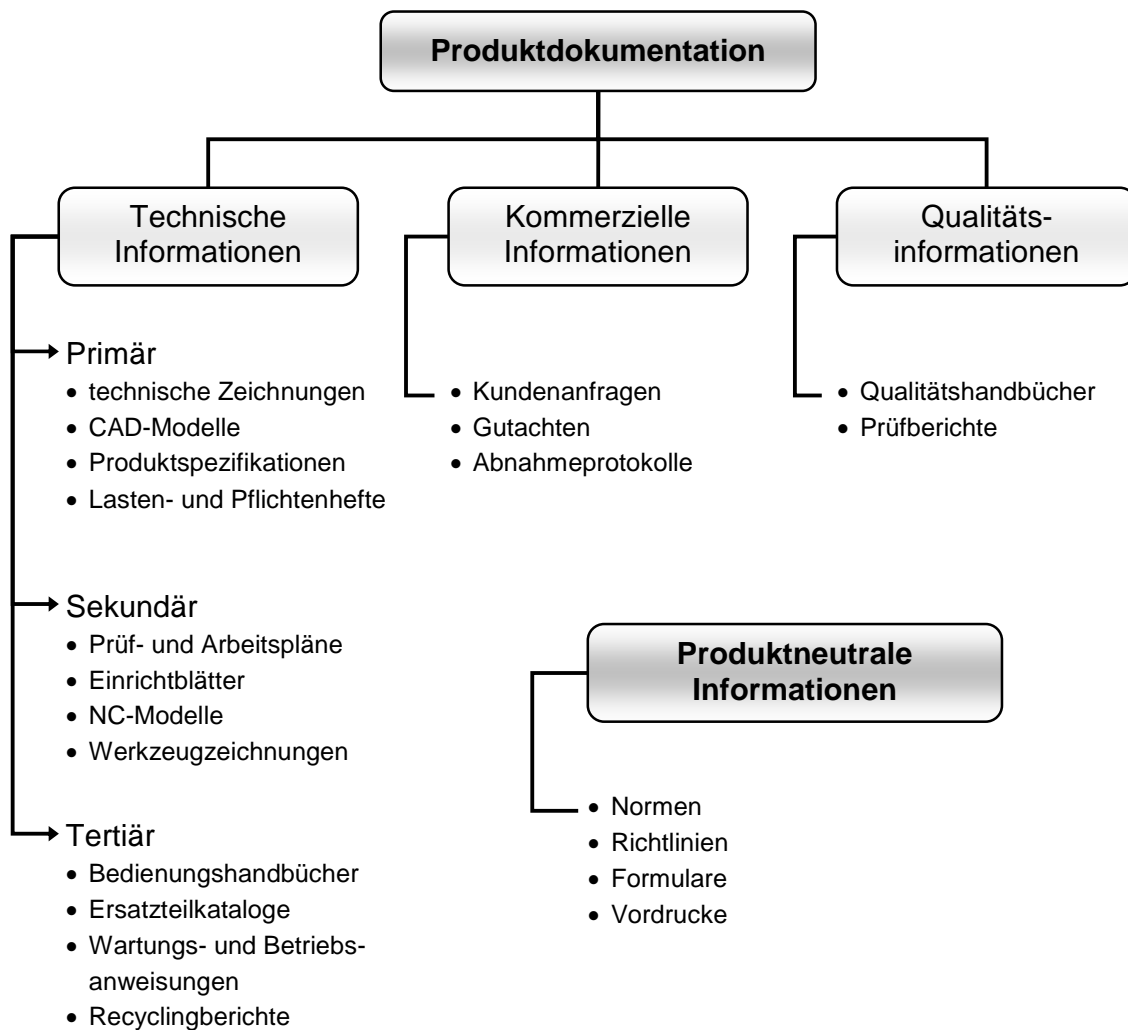 Produktdokumentation
Technische
Informationen
Kommerzielle
Informationen
Qualitäts-
informationen
Primär
• technische Zeichnungen
• CAD-Modelle
• Produktspezifikationen
• Lasten- und Pflichtenhefte
• Kundenanfragen
• Gutachten
• Abnahmeprotokolle
• Qualitätshandbücher
• Prüfberichte
Sekundär
• Prüf- und Arbeitspläne
• Einrichtblätter
• NC-Modelle
• Werkzeugzeichnungen
Tertiär
• Bedienungshandbücher
• Ersatzteilkataloge
• Wartungs- und Betriebs-
anweisungen
• Recyclingberichte
Produktneutrale
Informationen
• Normen
• Richtlinien
• Formulare
• Vordrucke